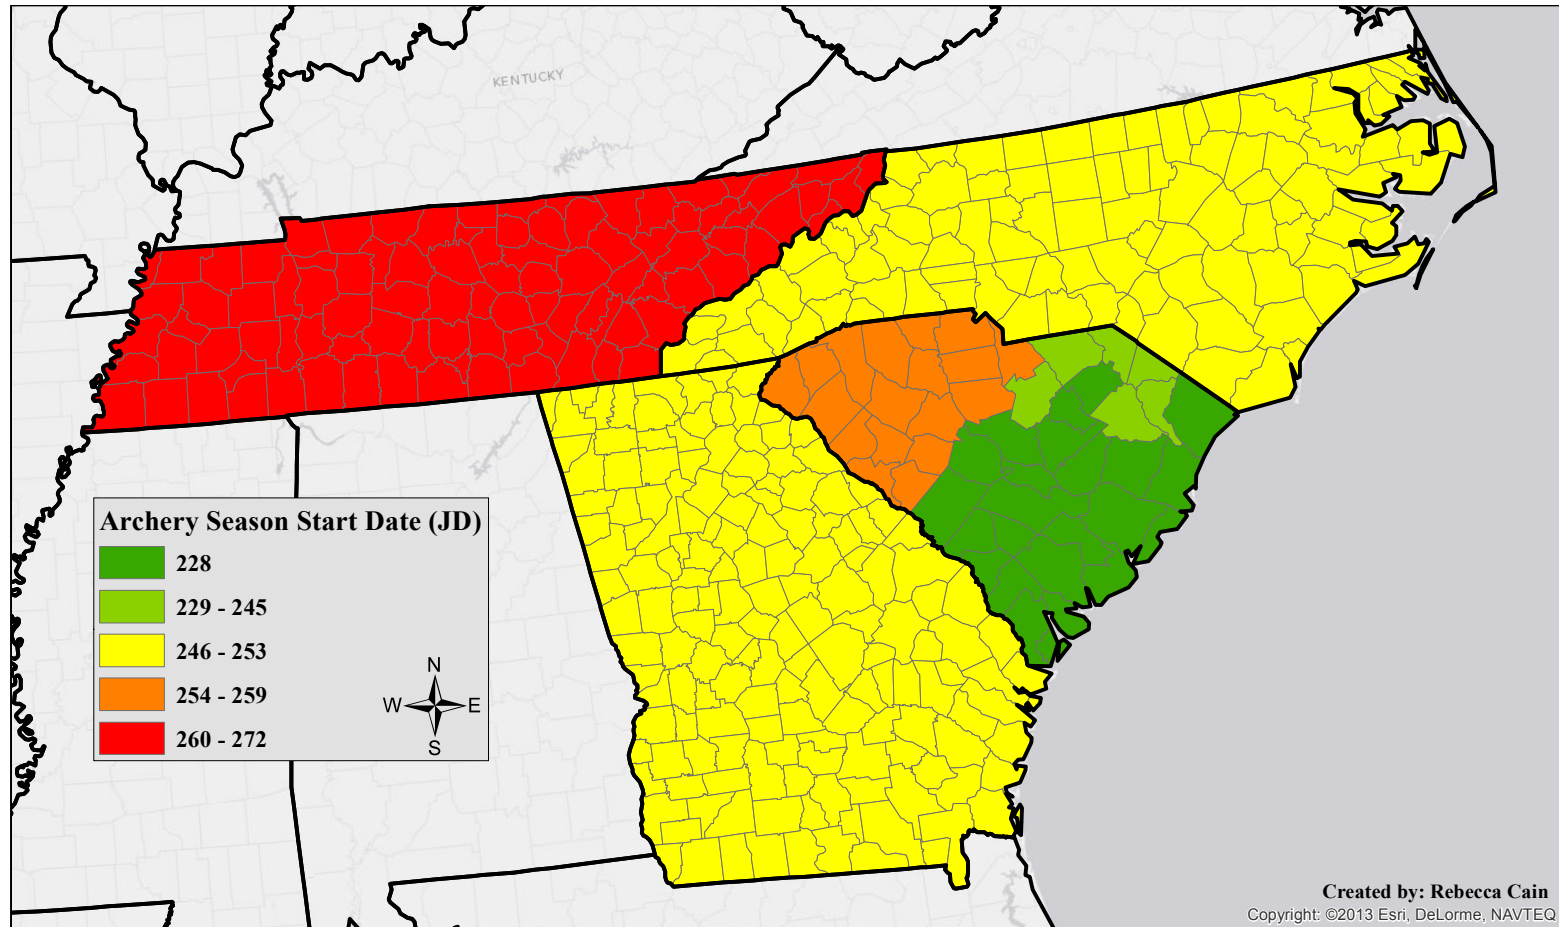 KENTUCKY
Archery Season Start Date (JD)
228
229 - 245
246 - 253
254 - 259
260 - 272
N
W E
S
Created by: Rebecca Cain
Copyright: ©2013 Esri, DeLorme, NAVTEQ